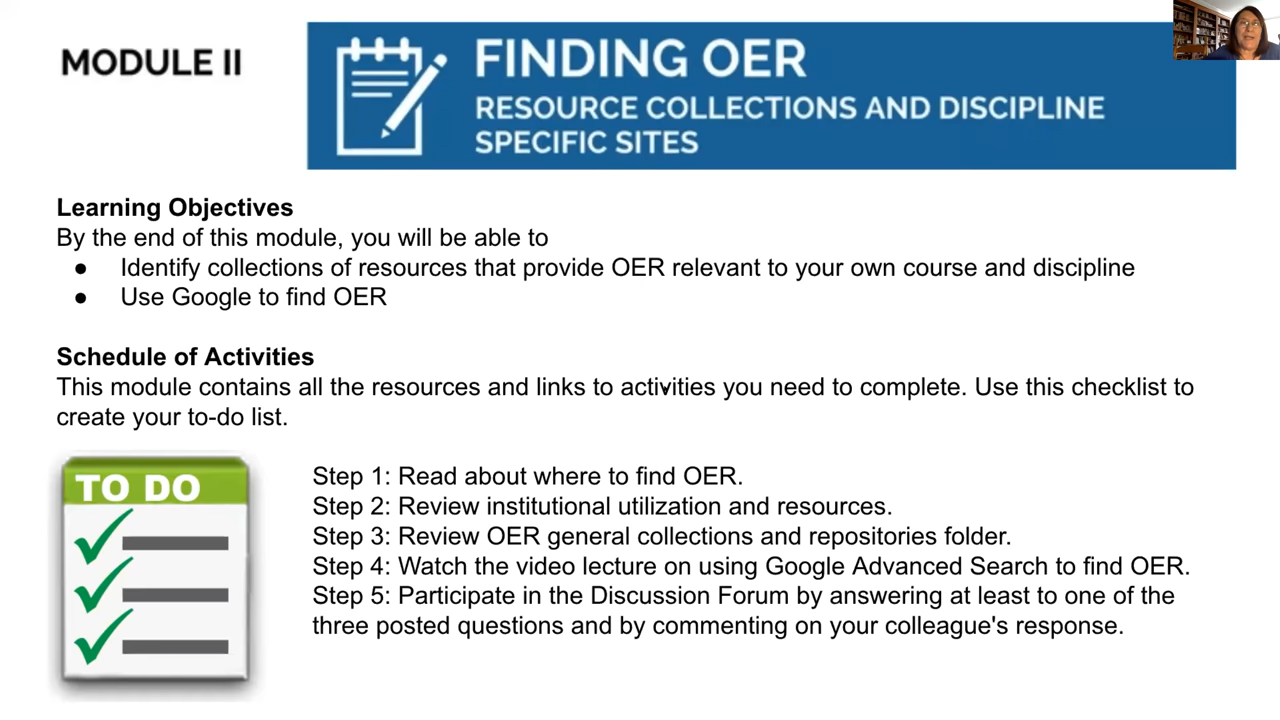 MODULE II
FINDING OER
RESOURCE COLLECTIONS AND DISCIPLINE
SPECIFIC SITES
Learning Objectives
By the end of this module, you will be able to
● Identify collections of resources that provide OER relevant to your own course and discipline
● Use Google to find OER
Schedule of Activities
This module contains all the resources and links to activities you need to complete. Use this checklist to
create your to-do list.
TO DO
Step 1: Read about where to find OER.
Step 2: Review institutional utilization and resources.
Step 3: Review OER general collections and repositories folder.
Step 4: Watch the video lecture on using Google Advanced Search to find OER.
Step 5: Participate in the Discussion Forum by answering at least to one of the
three posted questions and by commenting on your colleague's response.